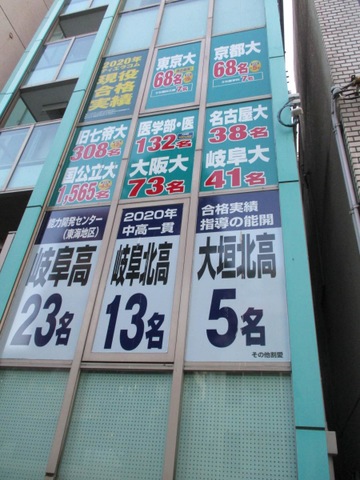 2020年
現役
合格
実績
東京大
68名
京都大
68名
旧七帝大
308名
国公立大
1,565名
医学部・医
132名
大阪大
73名
名古屋大
38名
岐阜大
41名
能力開発センター
(東海地区)
岐阜高
23名
2020年
中高一貫
岐阜北高
13名
合格実績
指導の能開
大垣北高
5名
その他割愛